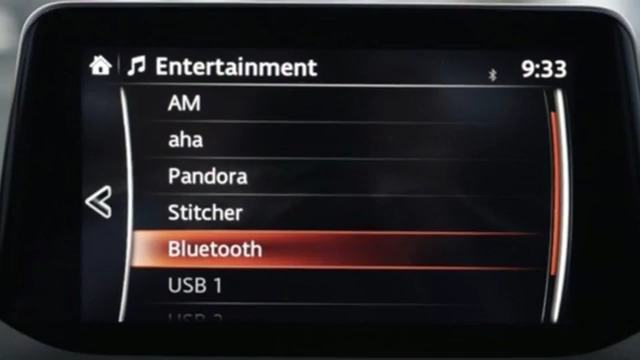 Entertainment 9:33
AM
aha
Pandora
Stitcher
Bluetooth
USB 1